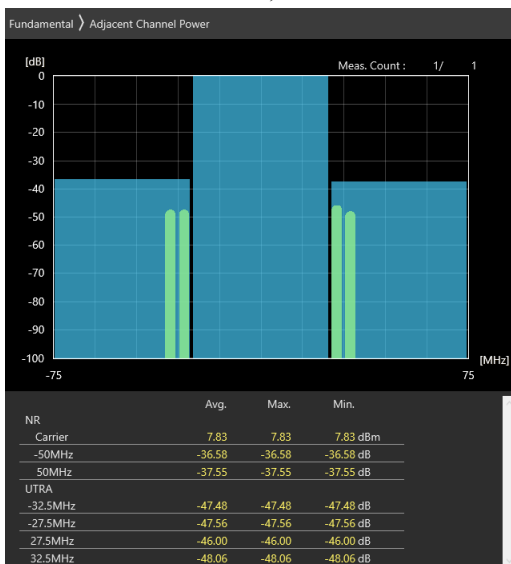 Fundamental 〉 Adjacent Channel Power
[dB]
Meas. Count : 1/ 1
0
-10
-20
-30
-40
-50
-60
-70
-80
-90
-100
[MHz]
-75 75
Avg. Max. Min.
NR
Carrier 7.83 7.83 7.83 dBm
-50MHz -36.58 -36.58 -36.58 dB
50MHz -37.55 -37.55 -37.55 dB
UTRA
-32.5MHz -47.48 -47.48 -47.48 dB
-27.5MHz -47.56 -47.56 -47.56 dB
27.5MHz -46.00 -46.00 -46.00 dB
32.5MHz -48.06 -48.06 -48.06 dB